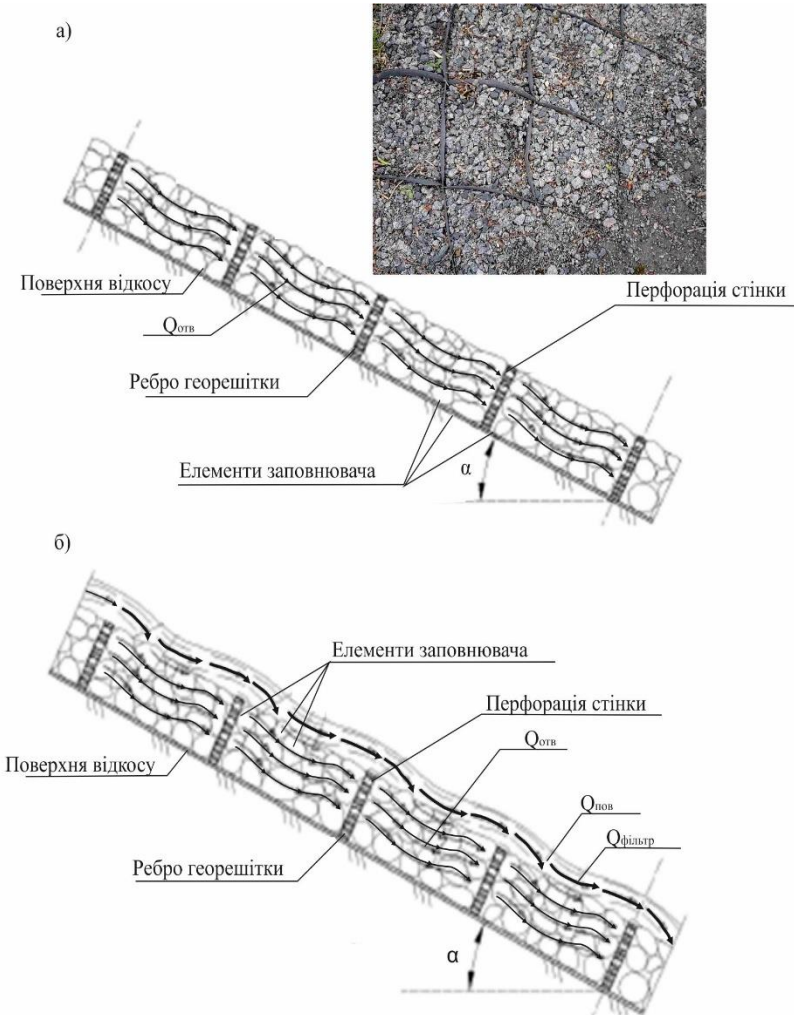 а)
Поверхня відкосу
Qотв
Ребро георешітки
Перфорація стінки
Елементи заповнювача
α
б)
Елементи заповнювача
Перфорація стінки
Qотв
Поверхня відкосу
Qпов
Qфільтр
Ребро георешітки
α